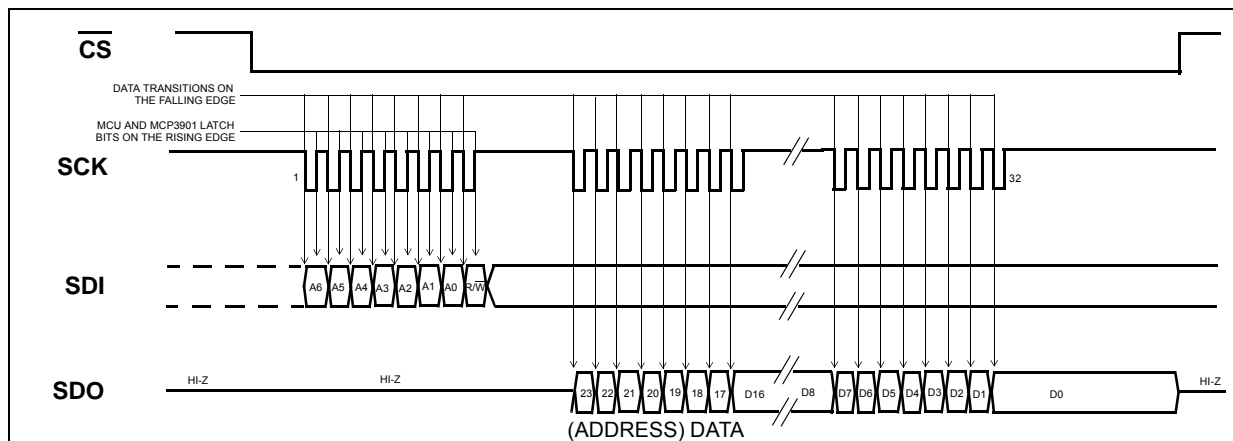 CS
DATA TRANSITIONS ON
THE FALLING EDGE
MCU AND MCP3901 LATCH
BITS ON THE RISING EDGE
SCK
1
32
SDI
A6 A5 A4 A3 A2 A1 A0 R/W
SDO
HI-Z
HI-Z
23 22 21 20 19 18 17 D16 D8 D7 D6 D5 D4 D3 D2 D1 D0
HI-Z
(ADDRESS) DATA